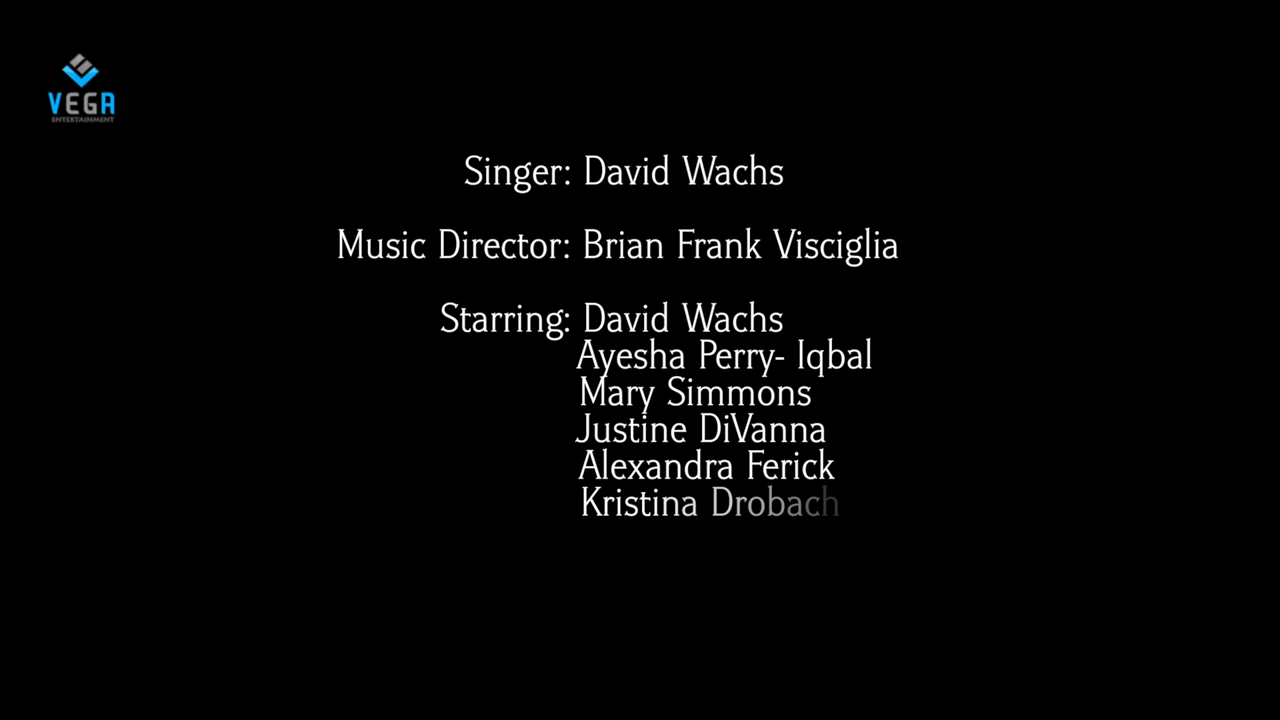 VEGA
ENTERTAINMENT
Singer: David Wachs
Music Director: Brian Frank Visciglia
Starring: David Wachs
Ayesha Perry- Iqbal
Mary Simmons
Justine DiVanna
Alexandra Ferick
Kristina Drobach